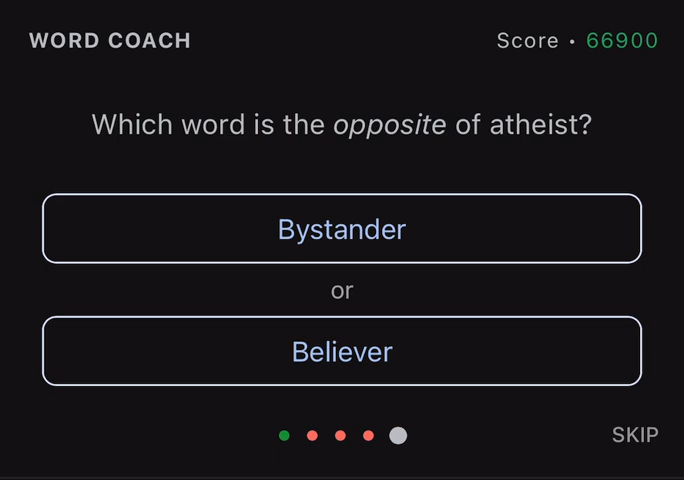 WORD COACH
Score • 66900
Which word is the opposite of atheist?
Bystander
or
Believer
SKIP